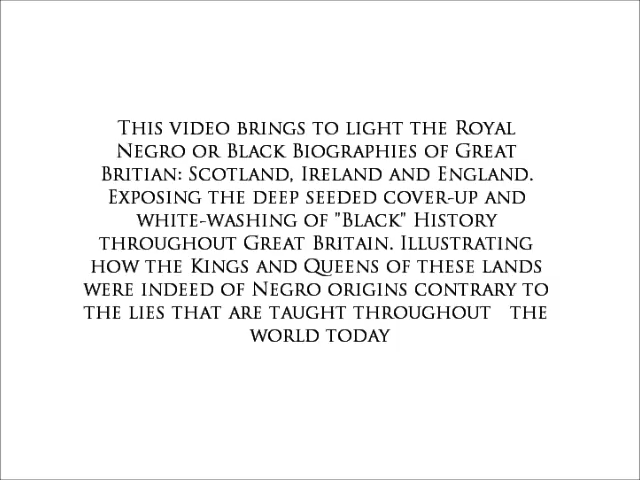 This video brings to light the Royal
Negro or Black Biographies of Great
Britian: Scotland, Ireland and England.
Exposing the deep seeded cover-up and
white-washing of "Black" History
throughout Great Britain. Illustrating
how the Kings and Queens of these lands
were indeed of Negro origins contrary to
the lies that are taught throughout   the
world today